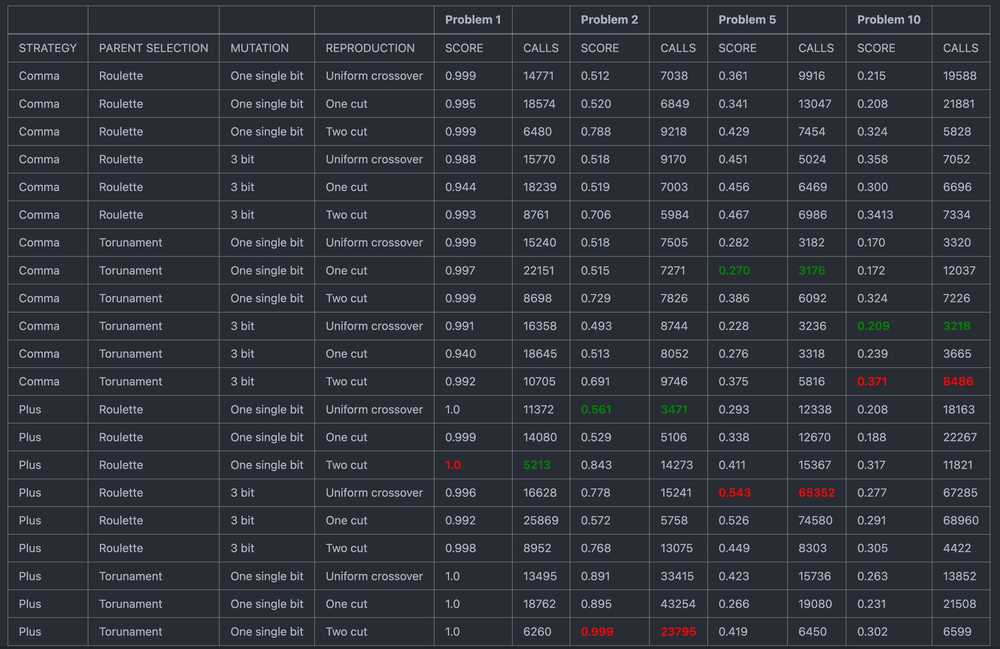 Problem 1 Problem 2 Problem 5 Problem 10
STRATEGY PARENT SELECTION MUTATION REPRODUCTION SCORE CALLS SCORE CALLS SCORE CALLS SCORE CALLS
Comma Roulette One single bit Uniform crossover 0.999 14771 0.512 7038 0.361 9916 0.215 19588
Comma Roulette One single bit One cut 0.995 18574 0.520 6849 0.341 13047 0.208 21881
Comma Roulette One single bit Two cut 0.999 6480 0.788 9218 0.429 7454 0.324 5828
Comma Roulette 3 bit Uniform crossover 0.988 15770 0.518 9170 0.451 5024 0.358 7052
Comma Roulette 3 bit One cut 0.944 18239 0.519 7003 0.456 6469 0.300 6696
Comma Roulette 3 bit Two cut 0.993 8761 0.706 5984 0.467 6986 0.3413 7334
Comma Torunament One single bit Uniform crossover 0.999 15240 0.518 7505 0.282 3182 0.170 3320
Comma Torunament One single bit One cut 0.997 22151 0.515 7271 0.270 3176 0.172 12037
Comma Torunament One single bit Two cut 0.999 8698 0.729 7826 0.386 6092 0.324 7226
Comma Torunament 3 bit Uniform crossover 0.991 16358 0.493 8744 0.228 3236 0.209 3218
Comma Torunament 3 bit One cut 0.940 18645 0.513 8052 0.276 3318 0.239 3665
Comma Torunament 3 bit Two cut 0.992 10705 0.691 9746 0.375 5816 0.371 8486
Plus Roulette One single bit Uniform crossover 1.0 11372 0.561 3471 0.293 12338 0.208 18163
Plus Roulette One single bit One cut 0.999 14080 0.529 5106 0.338 12670 0.188 22267
Plus Roulette One single bit Two cut 1.0 5213 0.843 14273 0.411 15367 0.317 11821
Plus Roulette 3 bit Uniform crossover 0.996 16628 0.778 15241 0.543 65352 0.277 67285
Plus Roulette 3 bit One cut 0.992 25869 0.572 5758 0.526 74580 0.291 68960
Plus Roulette 3 bit Two cut 0.998 8952 0.768 13075 0.449 8303 0.305 4422
Plus Torunament One single bit Uniform crossover 1.0 13495 0.891 33415 0.423 15736 0.263 13852
Plus Torunament One single bit One cut 1.0 18762 0.895 43254 0.266 19080 0.231 21508
Plus Torunament One single bit Two cut 1.0 6260 0.999 23795 0.419 6450 0.302 6599